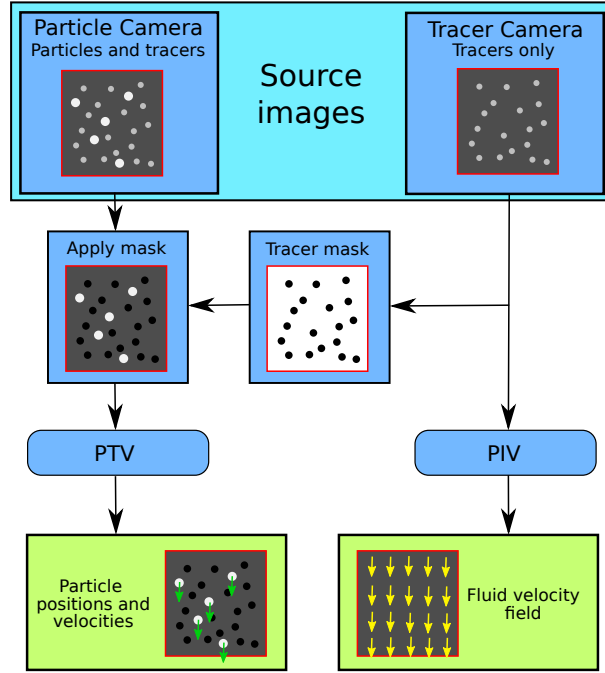 Particle Camera
Particles and tracers
Source
images
Tracer Camera
Tracers only
Apply mask
Tracer mask
PTV
PIV
Particle
positions and
velocities
Fluid velocity
field